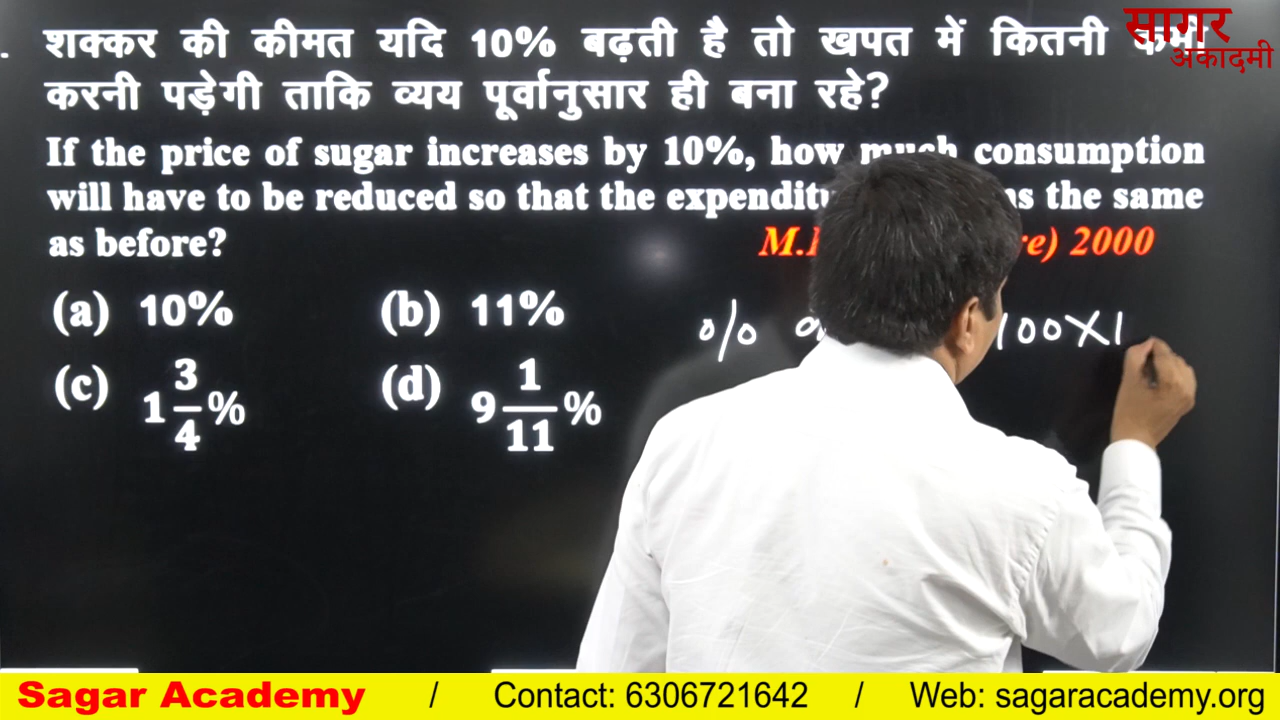 शक्कर की कीमत यदि 10% बढ़ती है तो खपत में कितनी कमी
करनी पड़ेगी ताकि व्यय पूर्वानुसार ही बना रहे?
If the price of sugar increases by 10%, how much consumption
will have to be reduced so that the the same
as before? 2000
(a) 10% (b) 11%
(c) 1 3/4 % (d) 9 1/11 %
% 100×1
सागर
अकादमी
Sagar Academy / Contact: 6306721642 / Web: sagaracademy.org